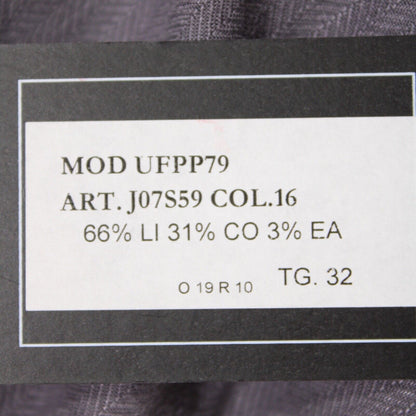 MOD UFPP79
ART. J07S59 COL.16
66% LI 31% CO 3% EA
O 19 R 10 TG. 32